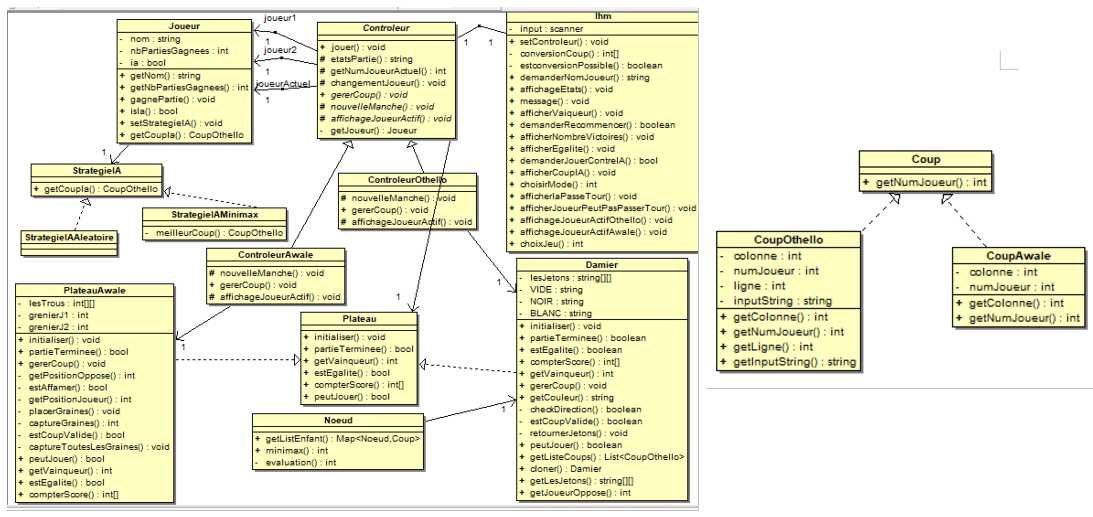 Joueur
- nom : string
- nbPartiesGagnees : int
- ia : bool
+ getNom() : string
+ getNbPartiesGagnees() : int
+ gagnePartie() : void
+ isIa() : bool
+ setStrategieIA() : void
+ getCoupIa() : CoupOthello
joueur1
1
joueur2
1
joueurActuel
1
Controleur
+ jouer() : void
# etatsPartie() : string
# getNumJoueurActuel() : int
# changementJoueur() : void
# gererCoup() : void
# nouvelleManche() : void
# affichageJoueurActif() : void
- getJoueur() : Joueur
1
1
Ihm
- input : scanner
+ setControleur() : void
- conversionCoup() : int[]
- estconversionPossible() : boolean
+ demanderNomJoueur() : string
+ affichageEtats() : void
+ message() : void
+ afficherVaiqueur() : void
+ demanderRecommencer() : boolean
+ afficherNombreVictoires() : void
+ afficherEgalite() : void
+ demanderJouerContreIA() : bool
+ afficherCoupIA() : void
+ choisirMode() : int
+ afficherIaPasseTour() : void
+ afficherJoueurPeutPasPasserTour() : void
+ affichageJoueurActifOthello() : void
+ affichageJoueurActifAwale() : void
+ choixJeu() : int
1
StrategieIA
+ getCoupIa() : CoupOthello
StrategieIAMinimax
- meilleurCoup() : CoupOthello
StrategieIAAleatoire
ControleurOthello
# nouvelleManche() : void
+ gererCoup() : void
# affichageJoueurActif() : void
ControleurAwale
# nouvelleManche() : void
+ gererCoup() : void
# affichageJoueurActif() : void
PlateauAwale
- lesTrous : int[][]
- grenierJ1 : int
- grenierJ2 : int
+ initialiser() : void
+ partieTerminee() : bool
+ gererCoup() : void
- getPositionOppose() : int
- estAffamer() : bool
- getPositionJoueur() : int
- placerGraines() : void
- captureGraines() : int
- estCoupValide() : bool
- captureToutesLesGraines() : void
+ peutJouer() : bool
+ getVainqueur() : int
+ estEgalite() : bool
+ compterScore() : int[]
1
Plateau
+ initialiser() : void
+ partieTerminee() : bool
+ getVainqueur() : int
+ estEgalite() : bool
+ compterScore() : int[]
+ peutJouer() : bool
1
1
Noeud
+ getListEnfant() : Map<Noeud,Coup>
+ minimax() : int
- evaluation() : int
1
Damier
- lesJetons : string[][]
- VIDE : string
- NOIR : string
- BLANC : string
+ initialiser() : void
+ partieTerminee() : boolean
+ estEgalite() : boolean
+ compterScore() : int[]
+ getVainqueur() : int
+ gererCoup() : void
+ getCouleur() : string
- checkDirection() : boolean
- estCoupValide() : boolean
- retournerJetons() : void
+ peutJouer() : boolean
+ getListeCoups() : List<CoupOthello>
+ cloner() : Damier
+ getLesJetons() : string[][]
+ getJoueurOppose() : int
Coup
+ getNumJoueur() : int
CoupOthello
- colonne : int
- numJoueur : int
- ligne : int
- inputString : string
+ getColonne() : int
+ getNumJoueur() : int
+ getLigne() : int
+ getInputString() : string
CoupAwale
- colonne : int
- numJoueur : int
+ getColonne() : int
+ getNumJoueur() : int